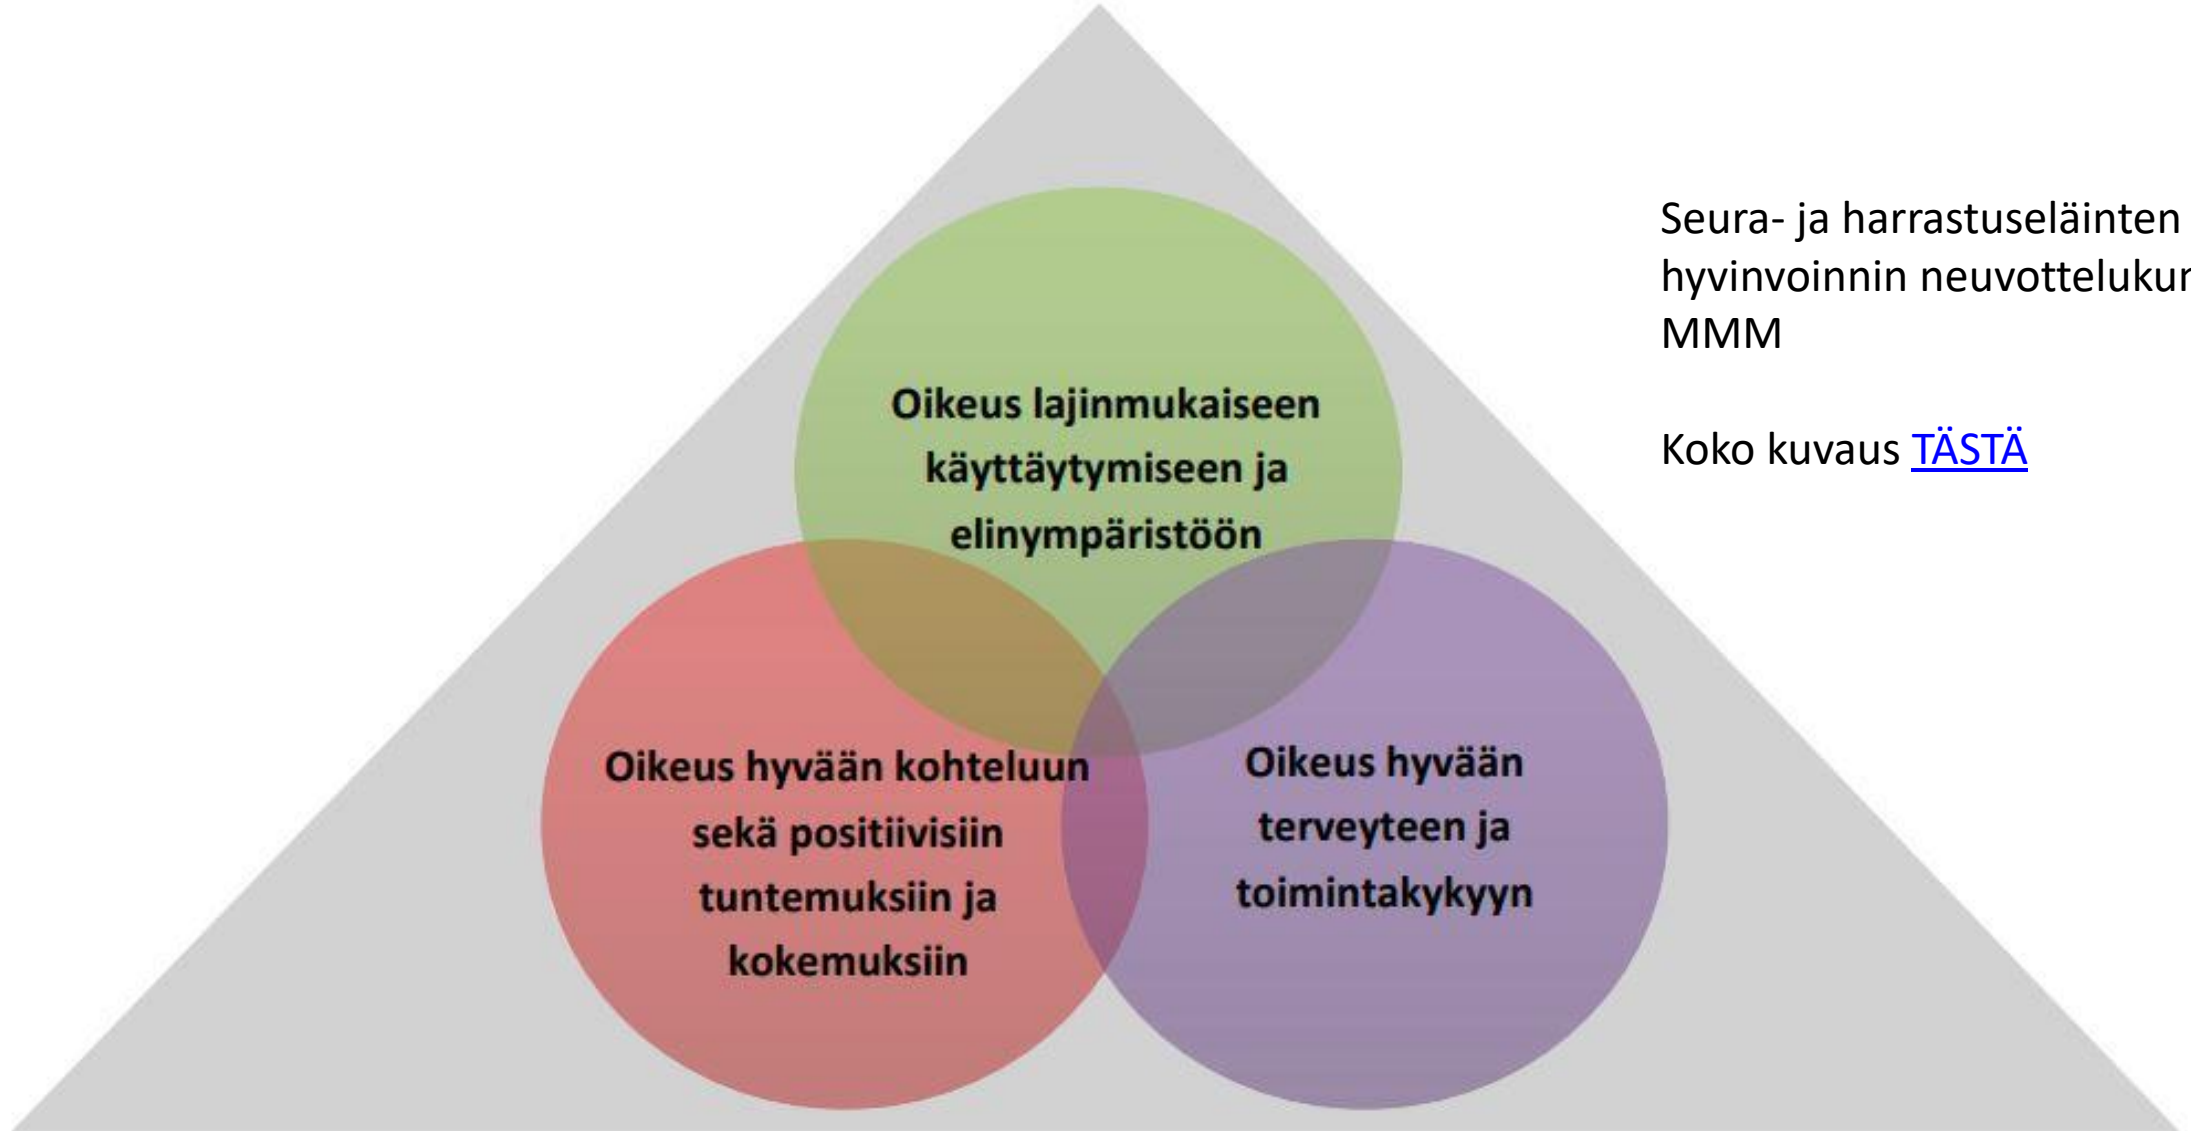 Seura- ja harrastuseläinten
hyvinvoinnin
MMM
Koko kuvaus TÄSTÄ
Oikeus lajinmukaiseen
käyttäytymiseen ja
elinympäristöön
Oikeus hyvään kohteluun
sekä positiivisiin
tuntemuksiin ja
kokemuksiin
Oikeus hyvään
terveyteen ja
toimintakykyyn